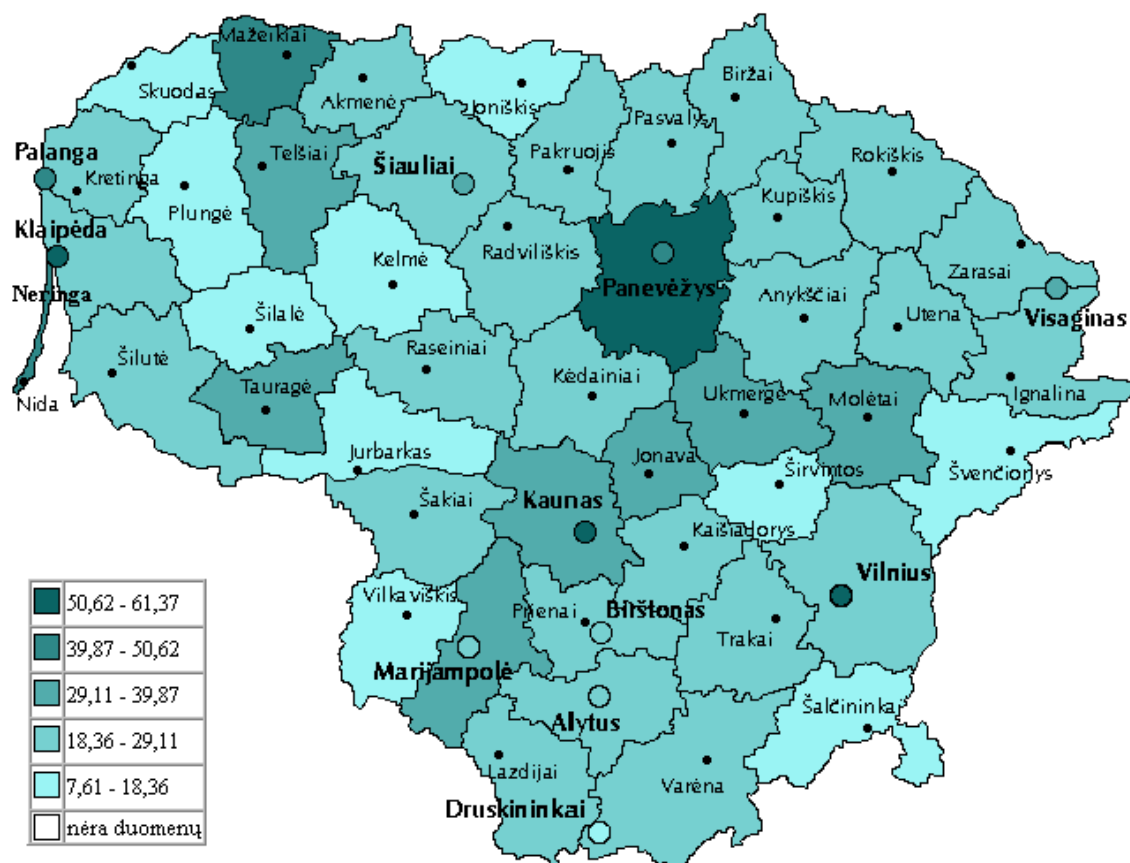 Mažeikiai
Skuodas
Akmenė
Joniškis
Biržai
Pasvalys
Palanga
Kretinga
Telšiai
Šiauliai
Pakruojis
Rokiškis
Plungė
Kupiškis
Klaipėda
Kelmė
Radviliškis
Zarasai
Neringa
Panevėžys
Anykščiai
Utena
Visaginas
Šilalė
Šilutė
Raseiniai
Kėdainiai
Ignalina
Nida
Tauragė
Ukmergė
Molėtai
Jurbarkas
Jonava
Širvintos
Švenčionys
Šakiai
Kaunas
Kaišiadorys
Vilnius
Vilkaviškis
Prienai
Birštonas
Trakai
Marijampolė
Alytus
Šalčininkai
Lazdijai
Varėna
Druskininkai
50,62 - 61,37
39,87 - 50,62
29,11 - 39,87
18,36 - 29,11
7,61 - 18,36
nėra duomenų